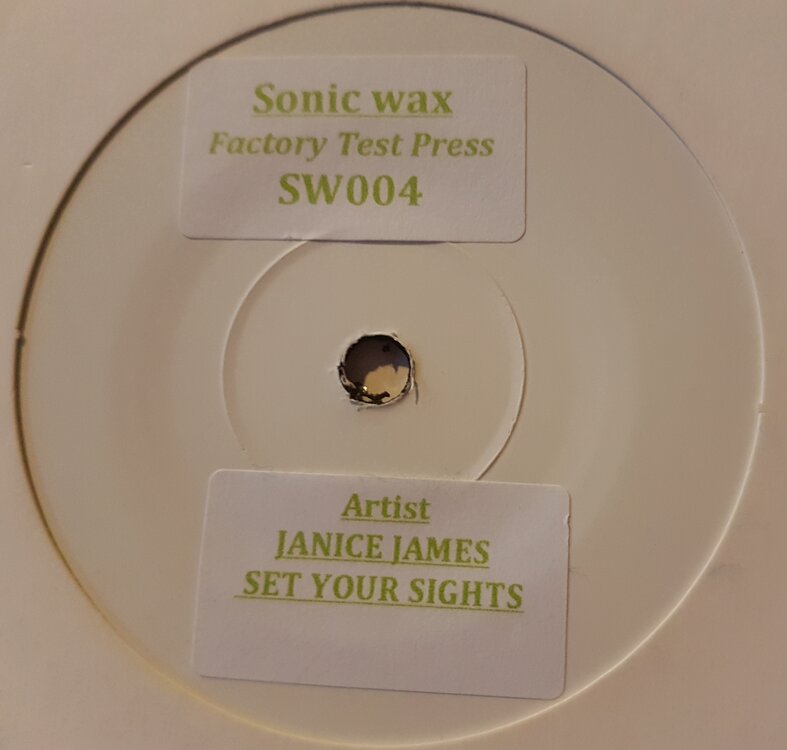 Sonic wax
Factory Test Press
SW004
Artist
JANICE JAMES
SET YOUR SIGHTS